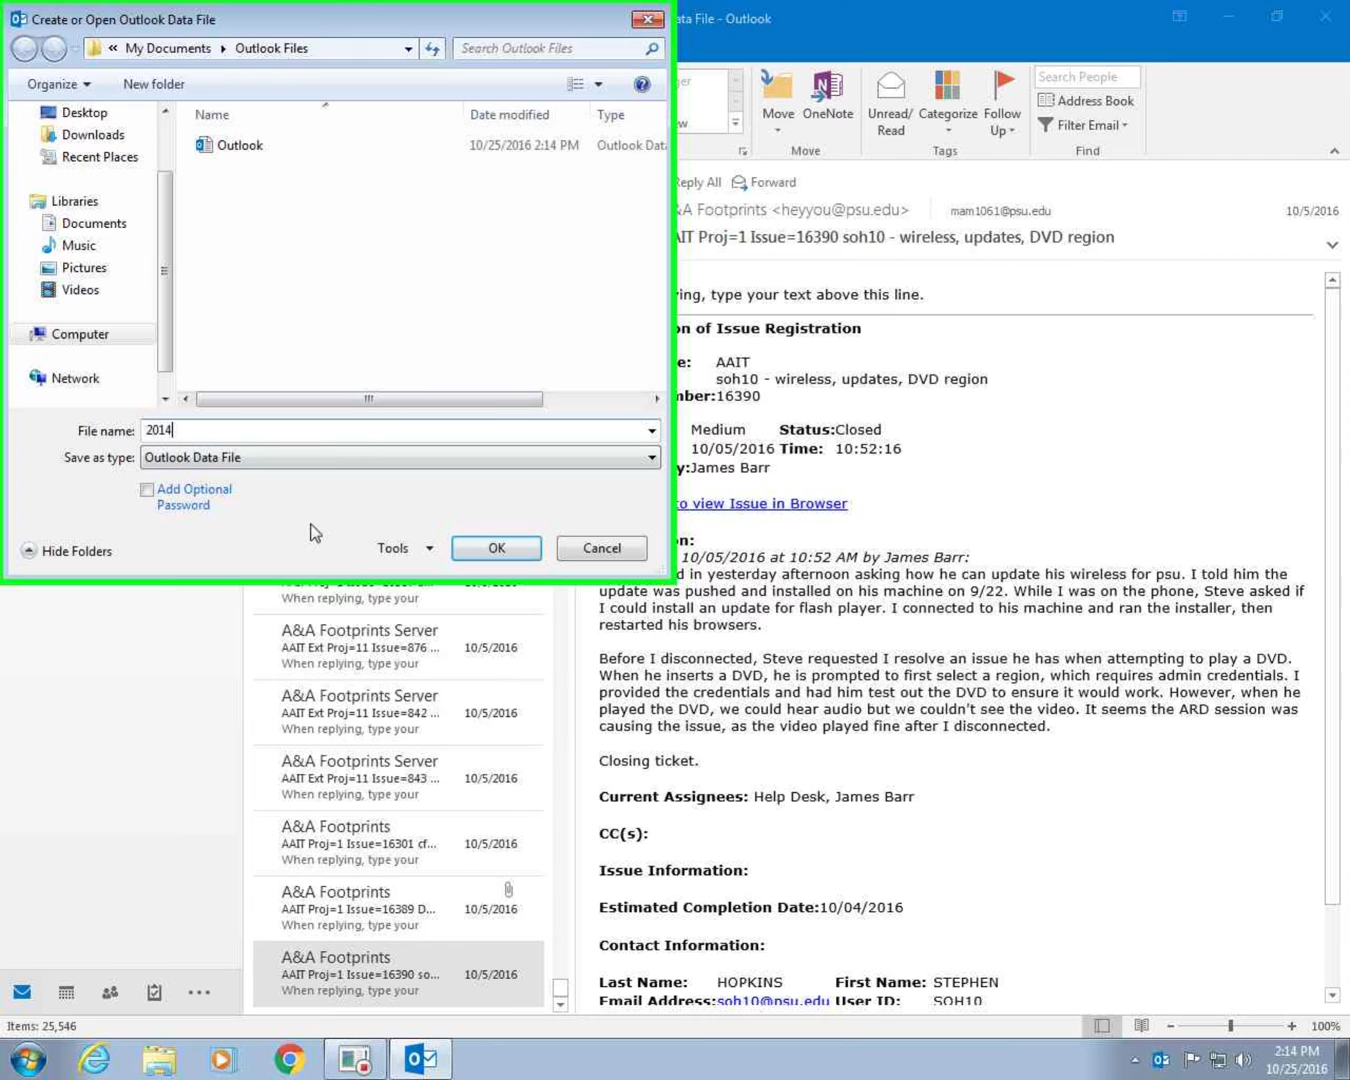 Create or Open Outlook Data File
ata File - Outlook
« My Documents Outlook Files
Search Outlook Files
Organize New folder
Desktop
Downloads
Recent Places
Libraries
Documents
Music
Pictures
Videos
Computer
Network
Name Date modified Type
Outlook 10/25/2016 2:14 PM Outlook Data
File name: 2014
Save as type: Outlook Data File
Add Optional
Password
Hide Folders
Tools OK Cancel
Move OneNote
Unread/
Read
Categorize Follow
Up
Search People
Address Book
Filter Email
Move Tags Find
eply All Forward
&A Footprints <heyyou@psu.edu> mam1061@psu.edu 10/5/2016
AIT Proj=1 Issue=16390 soh10 - wireless, updates, DVD region
ing, type your text above this line.
n of Issue Registration
e: AAIT
soh10 - wireless, updates, DVD region
ber:16390
Medium Status:Closed
10/05/2016 Time: 10:52:16
y:James Barr
to view Issue in Browser
n:
10/05/2016 at 10:52 AM by James Barr:
d in yesterday afternoon asking how he can update his wireless for psu. I told him the
update was pushed and installed on his machine on 9/22. While I was on the phone, Steve asked if
I could install an update for flash player. I connected to his machine and ran the installer, then
restarted his browsers.
Before I disconnected, Steve requested I resolve an issue he has when attempting to play a DVD.
When he inserts a DVD, he is prompted to first select a region, which requires admin credentials. I
provided the credentials and had him test out the DVD to ensure it would work. However, when he
played the DVD, we could hear audio but we couldn't see the video. It seems the ARD session was
causing the issue, as the video played fine after I disconnected.
Closing ticket.
Current Assignees: Help Desk, James Barr
CC(s):
Issue Information:
Estimated Completion Date:10/04/2016
Contact Information:
Last Name: HOPKINS First Name: STEPHEN
Email Address:soh10@psu.edu User ID: SOH10
When replying, type your
A&A Footprints Server
AAIT Ext Proj=11 Issue=876 ... 10/5/2016
When replying, type your
A&A Footprints Server
AAIT Ext Proj=11 Issue=842 ... 10/5/2016
When replying, type your
A&A Footprints Server
AAIT Ext Proj=11 Issue=843 ... 10/5/2016
When replying, type your
A&A Footprints
AAIT Proj=1 Issue=16301 cf... 10/5/2016
When replying, type your
A&A Footprints
AAIT Proj=1 Issue=16389 D... 10/5/2016
When replying, type your
A&A Footprints
AAIT Proj=1 Issue=16390 so... 10/5/2016
When replying, type your
Items: 25,546
100%
2:14 PM
10/25/2016